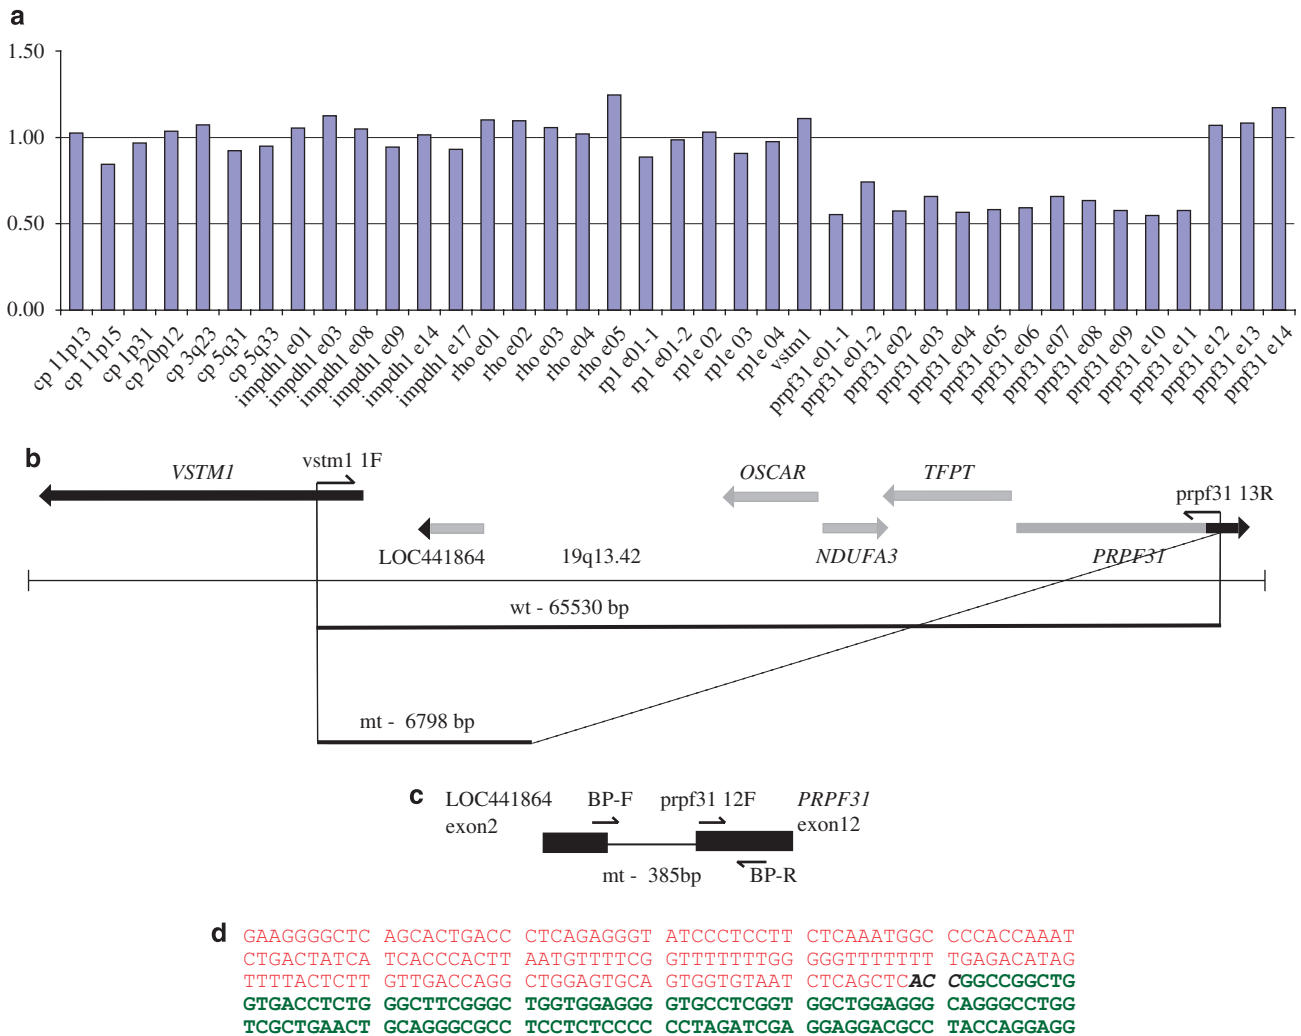 a
1.50
1.00
0.50
0.00
cp 11p13
cp 11p15
cp 1p31
cp 20p12
cp 3q23
cp 5q31
cp 5q33
impdh1 e01
impdh1 e03
impdh1 e08
impdh1 e09
impdh1 e14
impdh1 e17
rho e01
rho e02
rho e03
rho e04
rho e05
rp1 e01-1
rp1 e01-2
rp1e 02
rp1e 03
rp1e 04
vstm1
prpf31 e01-1
prpf31 e01-2
prpf31 e02
prpf31 e03
prpf31 e04
prpf31 e05
prpf31 e06
prpf31 e07
prpf31 e08
prpf31 e09
prpf31 e10
prpf31 e11
prpf31 e12
prpf31 e13
prpf31 e14
b
VSTM1
vstm1 1F
OSCAR
TFPT
prpf31 13R
LOC441864
19q13.42
NDUFA3
PRPF31
wt - 65530 bp
mt - 6798 bp
c
LOC441864
exon2
BP-F
prpf31 12F
PRPF31
exon12
mt - 385bp
BP-R
d
GAAGGGGCTC AGCACTGACC CTCAGAGGGT ATCCCTCCTT CTCAAATGGC CCCACCAAAT
CTGACTATCA TCACCCACTT AATGTTTTCG GTTTTTTTGG GGGTTTTTTT TGAGACATAG
TTTTACTCTT GTTGACCAGG CTGGAGTGCA GTGGTGTAAT CTCAGCTCAC CGGCCGGCTG
GTGACCTCTG GGCTTCGGGC TGGTGGAGGG GTGCCTCGGT GGCTGGAGGG CAGGGCCTGG
TCGCTGAACT GCAGGGCGCC TCCTCTCCCC CCTAGATCGA GGAGGACGCC TACCAGGAGG